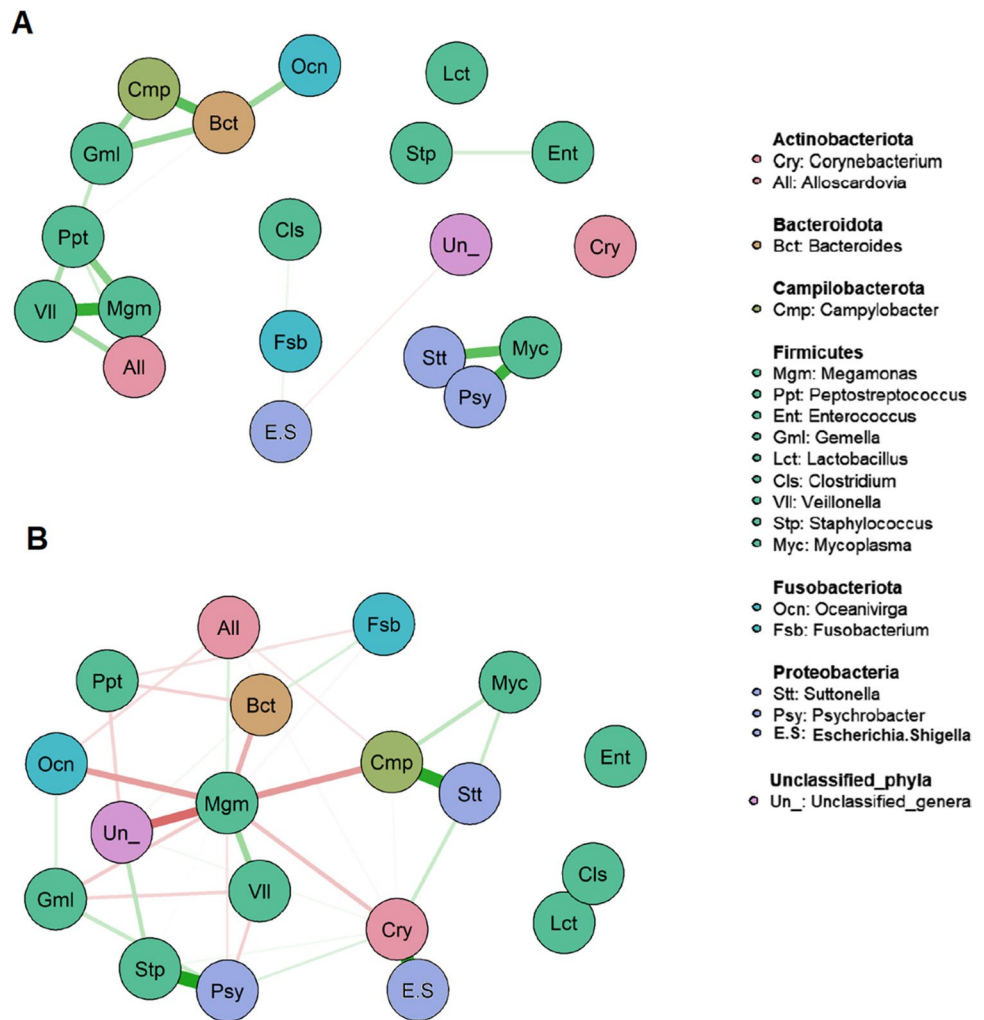 A
Ocn
Cmp
Lct
Bct
Gml
Stp
Ent
Cls
Ppt
Un_
Cry
Vll
Mgm
Fsb
Stt
Myc
All
Psy
E.S
B
All
Fsb
Ppt
Bct
Myc
Ocn
Cmp
Ent
Mgm
Stt
Un_
Cls
Gml
Vll
Lct
Cry
Stp
Psy
E.S
Actinobacteriota
Cry: Corynebacterium
All: Alloscardovia
Bacteroidota
Bct: Bacteroides
Campilobacterota
Cmp: Campylobacter
Firmicutes
Mgm: Megamonas
Ppt: Peptostreptococcus
Ent: Enterococcus
Gml: Gemella
Lct: Lactobacillus
Cls: Clostridium
Vll: Veillonella
Stp: Staphylococcus
Myc: Mycoplasma
Fusobacteriota
Ocn: Oceanivirga
Fsb: Fusobacterium
Proteobacteria
Stt: Suttonella
Psy: Psychrobacter
E.S: Escherichia.Shigella
Unclassified_phyla
Un_: Unclassified_genera